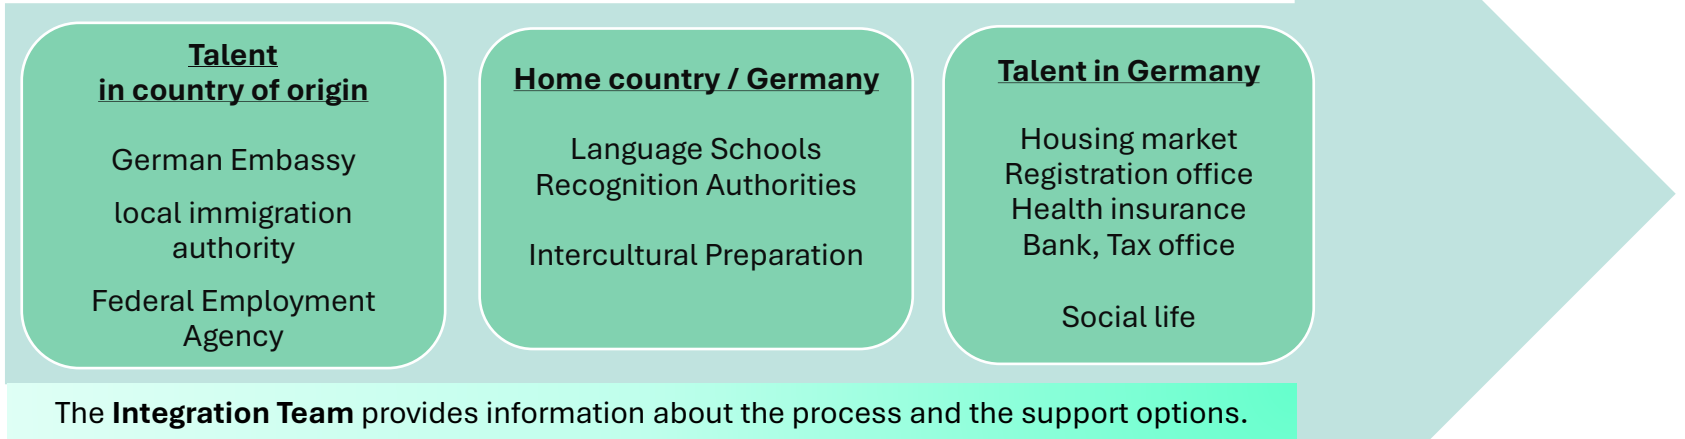 Talent
in country of origin
German Embassy
local immigration
authority
Federal Employment
Agency
Home country / Germany
Language Schools
Recognition Authorities
Intercultural Preparation
Talent in Germany
Housing market
Registration office
Health insurance
Bank, Tax office
Social life
The Integration Team provides information about the process and the support options.